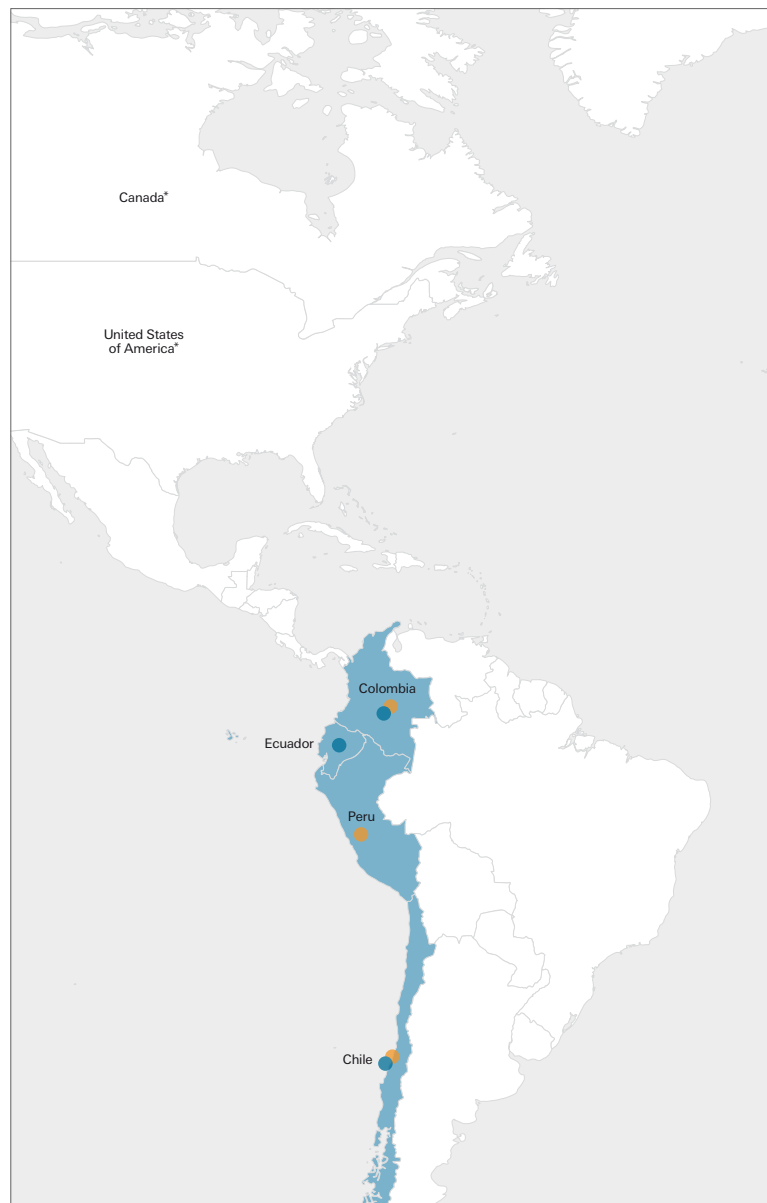 Canada*
United States
of America*
Colombia
Ecuador
Peru
Chile